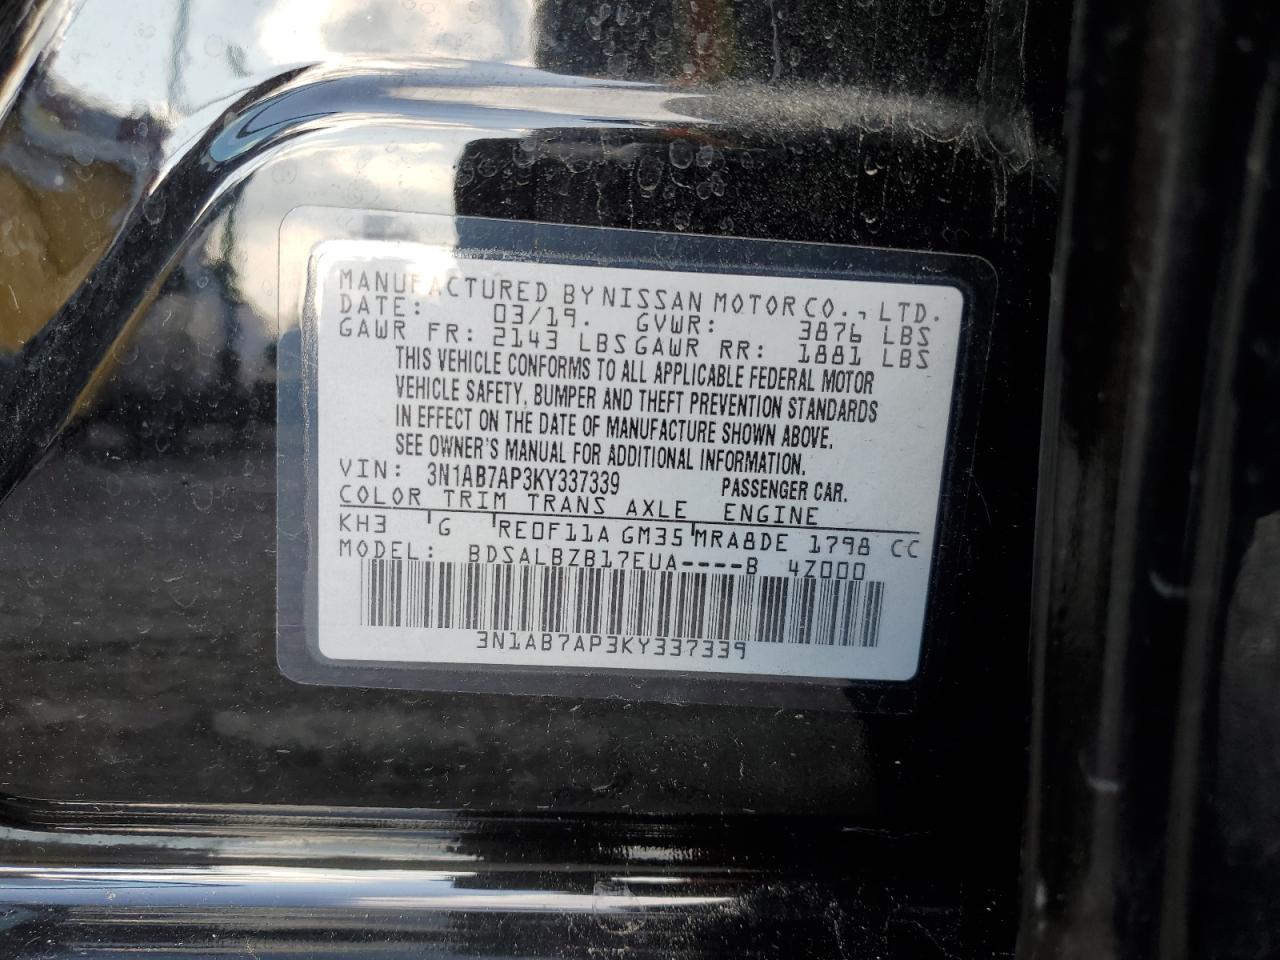 MANUFACTURED BY NISSAN MOTOR CO., LTD.
DATE: 03/19. GVWR: 3876 LBS
GAWR FR: 2143 LBS GAWR RR: 1881 LBS
THIS VEHICLE CONFORMS TO ALL APPLICABLE FEDERAL MOTOR
VEHICLE SAFETY, BUMPER AND THEFT PREVENTION STANDARDS
IN EFFECT ON THE DATE OF MANUFACTURE SHOWN ABOVE.
SEE OWNER'S MANUAL FOR ADDITIONAL INFORMATION.
VIN: 3N1AB7AP3KY337339 PASSENGER CAR.
COLOR TRIM TRANS AXLE ENGINE
KH3 G RE0F11A GM35 MRA8DE 1798 CC
MODEL: BDSALBZB17EUA----B 4Z000
3N1AB7AP3KY337339